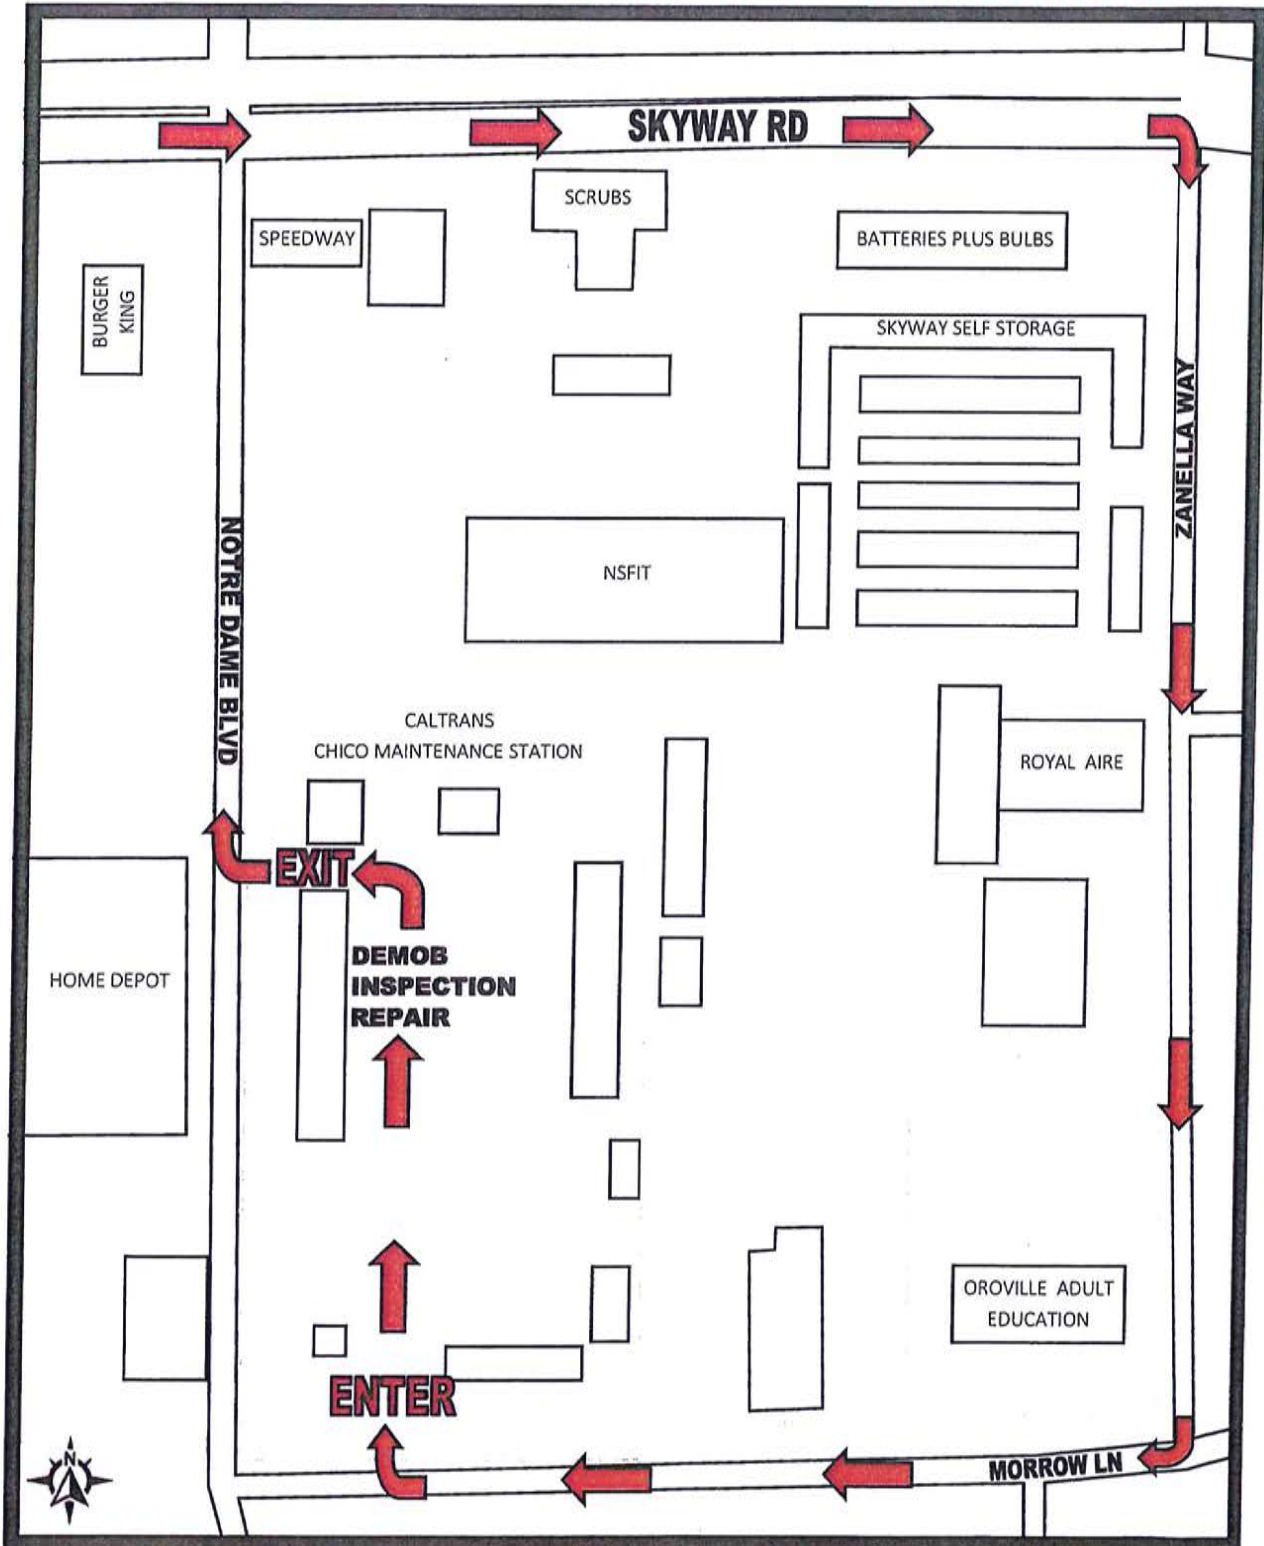 SKYWAY RD
SCRUBS
SPEEDWAY
BATTERIES PLUS BULBS
BURGER
KING
SKYWAY SELF STORAGE
ZANELLA WAY
NOTRE DAME BLVD
NSFIT
CALTRANS
CHICO MAINTENANCE STATION
ROYAL AIRE
EXIT
DEMOB
INSPECTION
REPAIR
HOME DEPOT
OROVILLE ADULT
EDUCATION
ENTER
MORROW LN
N